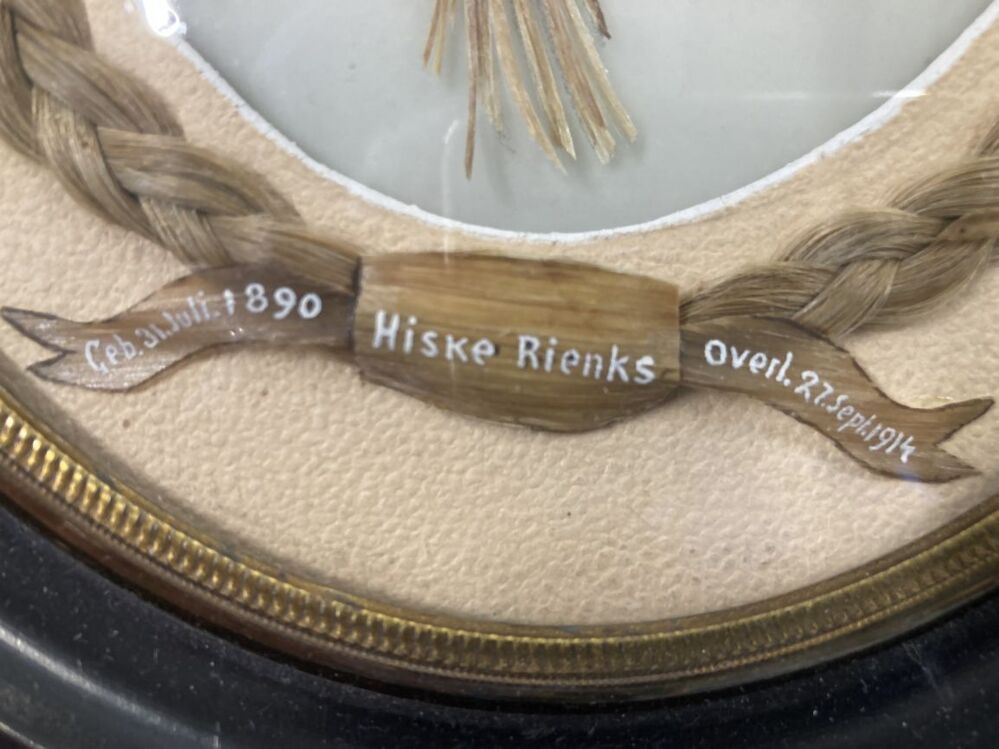 Geb. 31. Juli. 1890
Hiske Rienks
overl. 27. Sept. 1914